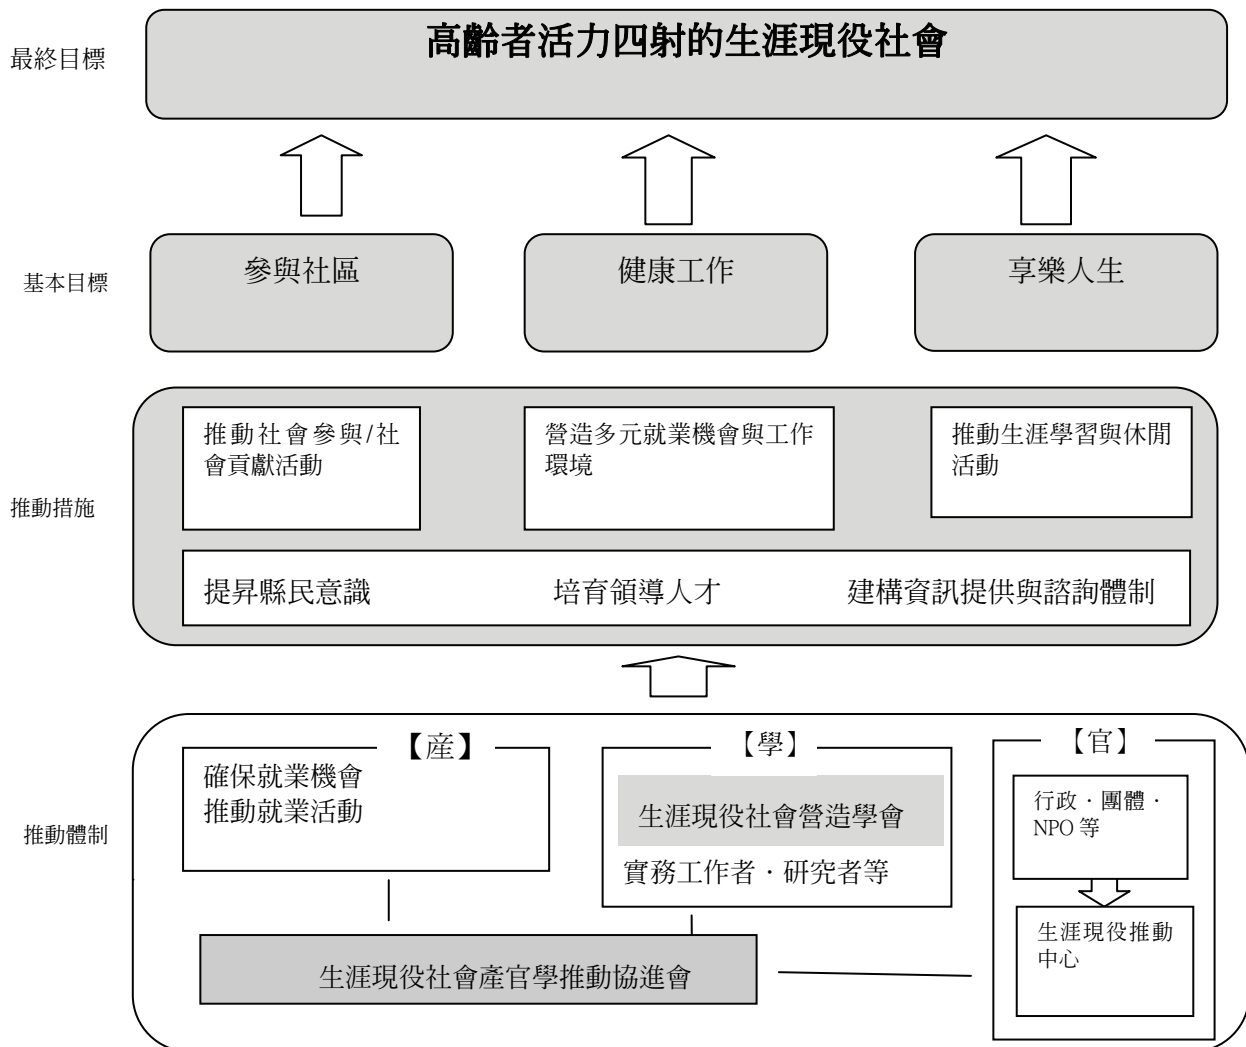 最終目標
高齡者活力四射的生涯現役社會
基本目標
參與社區
健康工作
享樂人生
推動措施
推動社會參與/社
會貢獻活動
營造多元就業機會與工作
環境
推動生涯學習與休閒
活動
提昇縣民意識
培育領導人才
建構資訊提供與諮詢體制
推動體制
【産】
確保就業機會
推動就業活動
【學】
生涯現役社會營造學會
實務工作者．研究者等
【官】
行政．團體．
NPO 等
生涯現役推動
中心
生涯現役社會產官學推動協進會